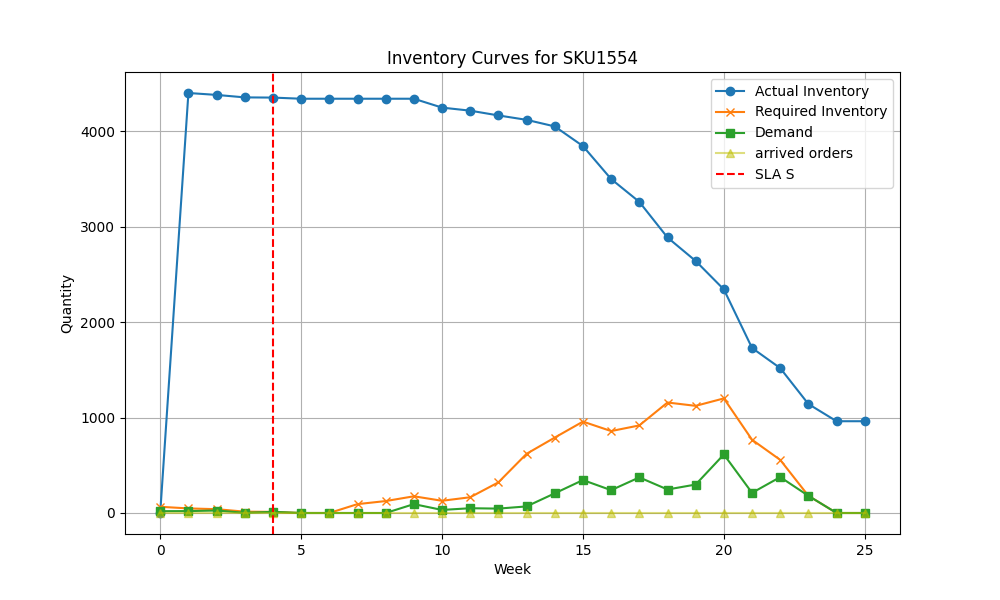 Inventory Curves for SKU1554
Actual Inventory
Required Inventory
Demand
arrived orders
SLA S
Quantity
4000
3000
2000
1000
0
0 5 10 15 20 25
Week